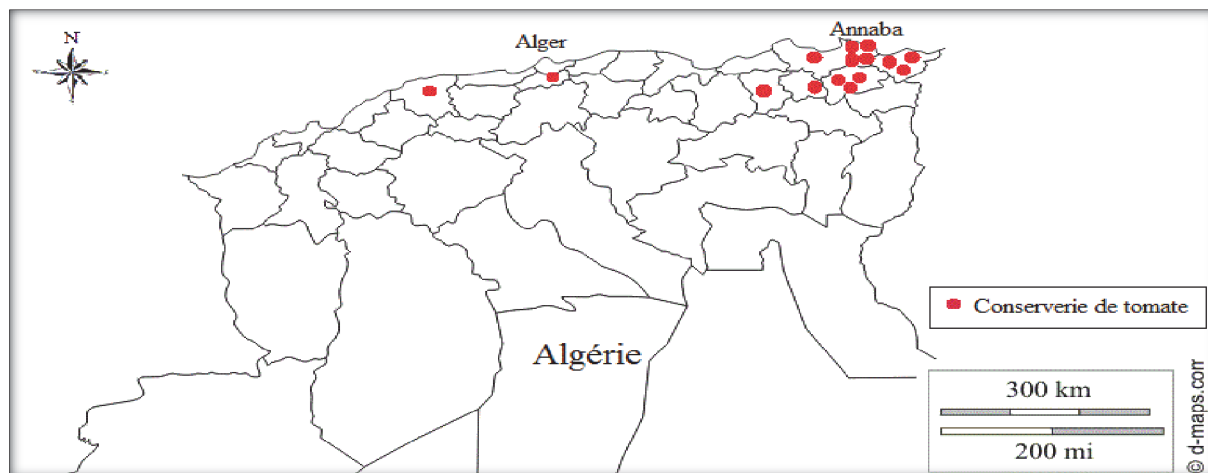 N
Alger
Annaba
Conserverie de tomate
Algérie
300 km
200 mi
© d-maps.com